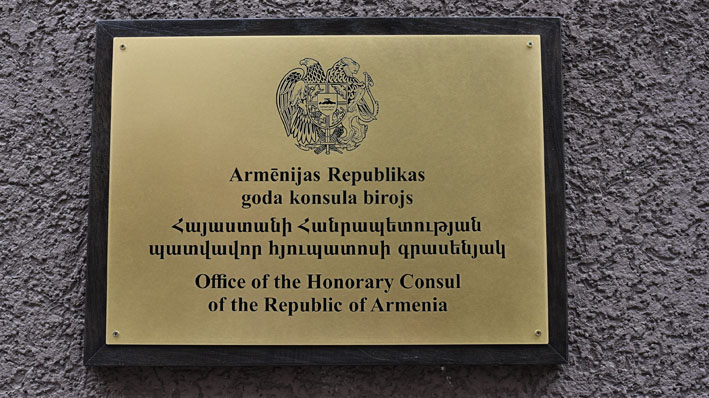 Armēnijas Republikas
goda konsula birojs
Հայաստանի Հանրապետության
պատվավոր հյուպատոսի գրասենյակ
Office of the Honorary Consul
of the Republic of Armenia